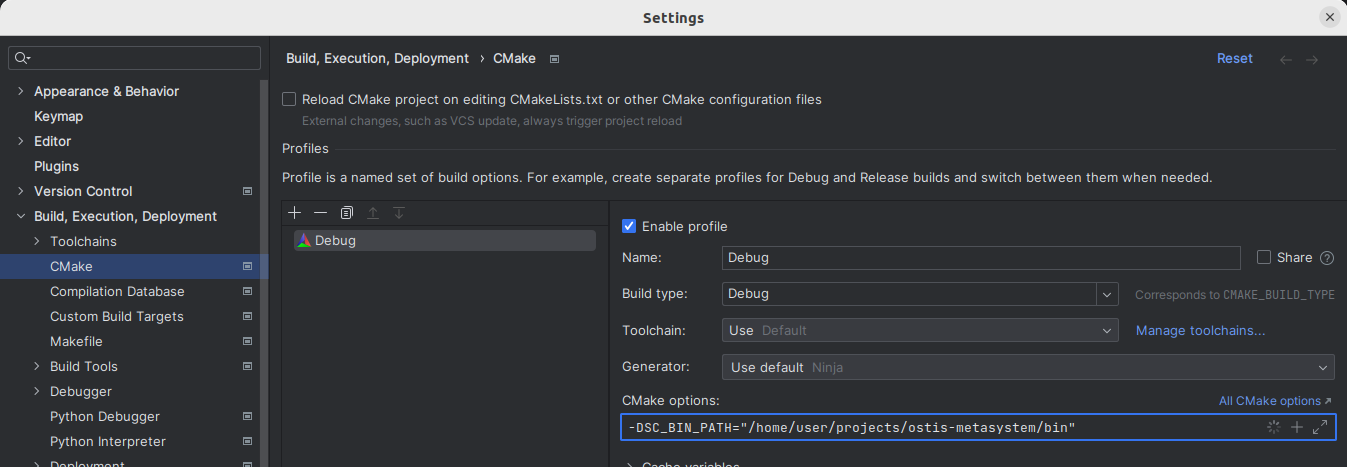 Settings
Build, Execution, Deployment › CMake
Reset
Appearance & Behavior
Keymap
Editor
Plugins
Version Control
Build, Execution, Deployment
Toolchains
CMake
Compilation Database
Custom Build Targets
Makefile
Build Tools
Debugger
Python Debugger
Python Interpreter
Deployment
Reload CMake project on editing CMakeLists.txt or other CMake configuration files
External changes, such as VCS update, always trigger project reload
Profiles
Profile is a named set of build options. For example, create separate profiles for Debug and Release builds and switch between them when needed.
Debug
Enable profile
Name: Debug Share
Build type: Debug Corresponds to CMAKE_BUILD_TYPE
Toolchain: Use Default Manage toolchains...
Generator: Use default Ninja
CMake options: All CMake options
-DSC_BIN_PATH="/home/user/projects/ostis-metasystem/bin"
Cache variables